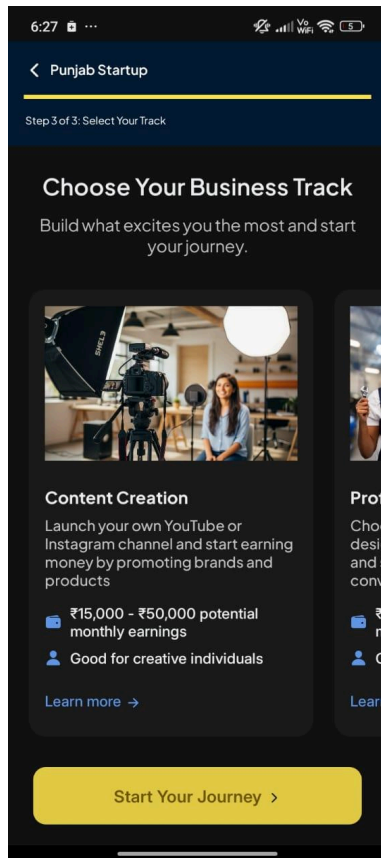 6:27
Vo
WiFi
5
Punjab Startup
Step 3 of 3: Select Your Track
Choose Your Business Track
Build what excites you the most and start
your journey.
Content Creation
Launch your own YouTube or
Instagram channel and start earning
money by promoting brands and
products
₹15,000 - ₹50,000 potential
monthly earnings
Good for creative individuals
Learn more →
Start Your Journey >